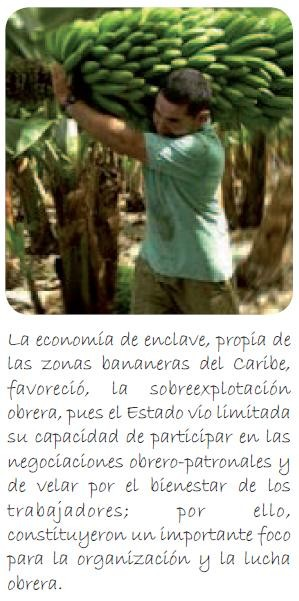 La economía de enclave, propia de
las zonas bananeras del Caribe,
favoreció, la sobreexplotación
obrera, pues el Estado vio limitada
su capacidad de participar en las
negociaciones obrero-patronales y
de velar por el bienestar de los
trabajadores; por ello,
constituyeron un importante foco
para la organización y la lucha
obrera.